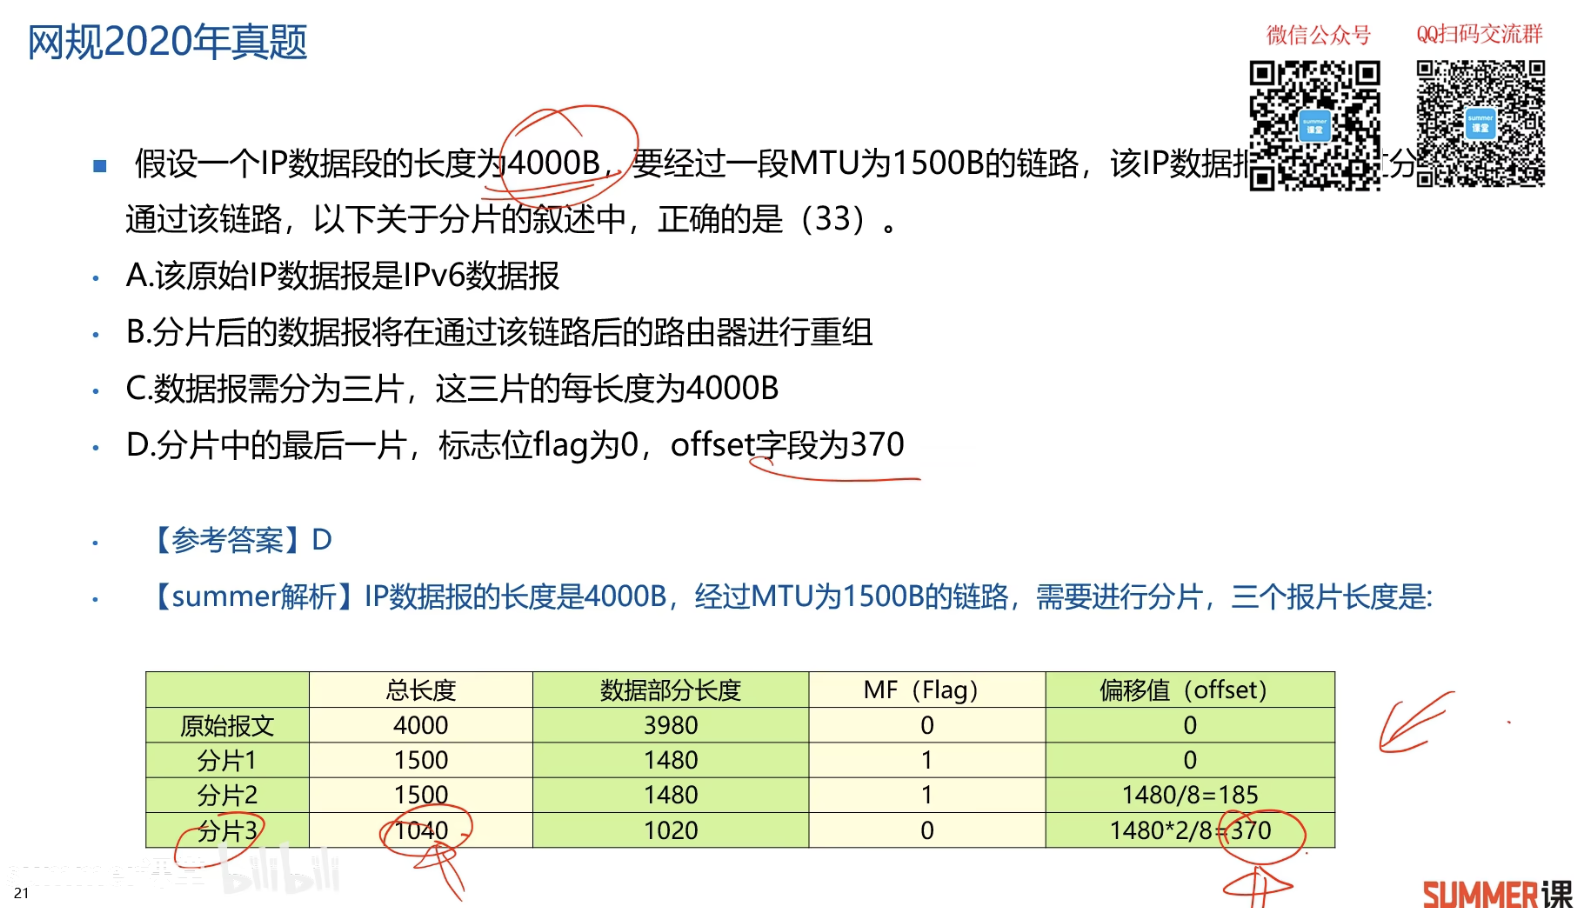 网规2020年真题
微信公众号
QQ扫码交流群
summer
课堂
summer
课堂
假设一个IP数据段的长度为4000B，要经过一段MTU为1500B的链路，该IP数据报 分
通过该链路，以下关于分片的叙述中，正确的是（33）。
A.该原始IP数据报是IPv6数据报
B.分片后的数据报将在通过该链路后的路由器进行重组
C.数据报需分为三片，这三片的每长度为4000B
D.分片中的最后一片，标志位flag为0，offset字段为370
【参考答案】D
【summer解析】IP数据报的长度是4000B，经过MTU为1500B的链路，需要进行分片，三个报片长度是:
总长度 数据部分长度 MF（Flag） 偏移值（offset）
原始报文 4000 3980 0 0
分片1 1500 1480 1 0
分片2 1500 1480 1 1480/8=185
分片3 1040 1020 0 1480*2/8=370
bilibili
21
SUMMER课